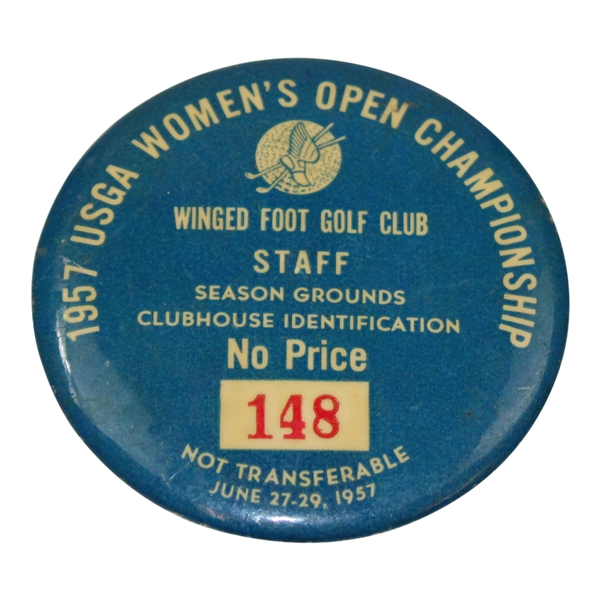 1957 USGA WOMEN'S OPEN CHAMPIONSHIP
WINGED FOOT GOLF CLUB
STAFF
SEASON GROUNDS
CLUBHOUSE IDENTIFICATION
No Price
148
NOT TRANSFERABLE
JUNE 27-29, 1957